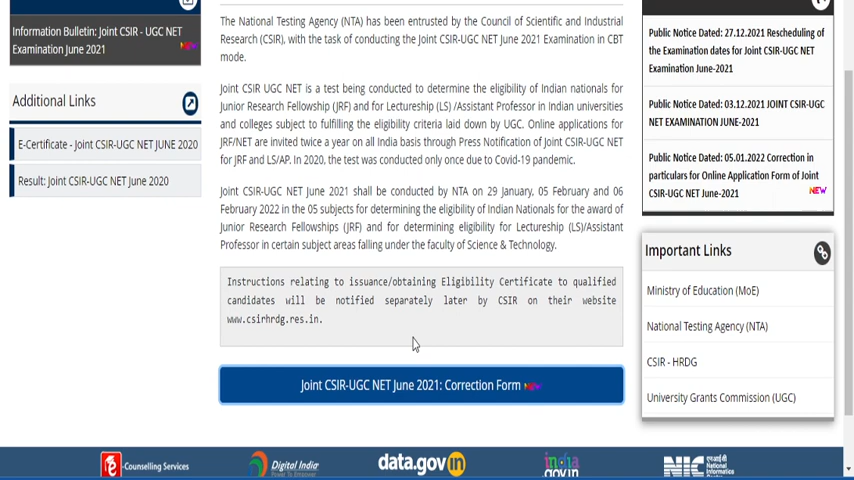 Information Bulletin: Joint CSIR - UGC NET
Examination June 2021
NEW
Additional Links
E-Certificate - Joint CSIR-UGC NET JUNE 2020
Result: Joint CSIR-UGC NET June 2020
The National Testing Agency (NTA) has been entrusted by the Council of Scientific and Industrial
Research (CSIR), with the task of conducting the Joint CSIR-UGC NET June 2021 Examination in CBT
mode.
Joint CSIR UGC NET is a test being conducted to determine the eligibility of Indian nationals for
Junior Research Fellowship (JRF) and for Lectureship (LS) /Assistant Professor in Indian universities
and colleges subject to fulfilling the eligibility criteria laid down by UGC. Online applications for
JRF/NET are invited twice a year on all India basis through Press Notification of Joint CSIR-UGC NET
for JRF and LS/AP. In 2020, the test was conducted only once due to Covid-19 pandemic.
Joint CSIR-UGC NET June 2021 shall be conducted by NTA on 29 January, 05 February and 06
February 2022 in the 05 subjects for determining the eligibility of Indian Nationals for the award of
Junior Research Fellowships (JRF) and for determining eligibility for Lectureship (LS)/Assistant
Professor in certain subject areas falling under the faculty of Science & Technology.
Instructions relating to issuance/obtaining Eligibility Certificate to qualified
candidates will be notified separately later by CSIR on their website
www.csirhrdg.res.in.
Joint CSIR-UGC NET June 2021: Correction Form NEW
Public Notice Dated: 27.12.2021 Rescheduling of
the Examination dates for Joint CSIR-UGC NET
Examination June-2021
Public Notice Dated: 03.12.2021 JOINT CSIR-UGC
NET EXAMINATION JUNE-2021
Public Notice Dated: 05.01.2022 Correction in
particulars for Online Application Form of Joint
CSIR-UGC NET June-2021 NEW
Important Links
Ministry of Education (MoE)
National Testing Agency (NTA)
CSIR - HRDG
University Grants Commission (UGC)
e-Counselling Services
Digital India
Power To Empower
data.gov in
india
gov.in
NIC
National
Informatics
Centre